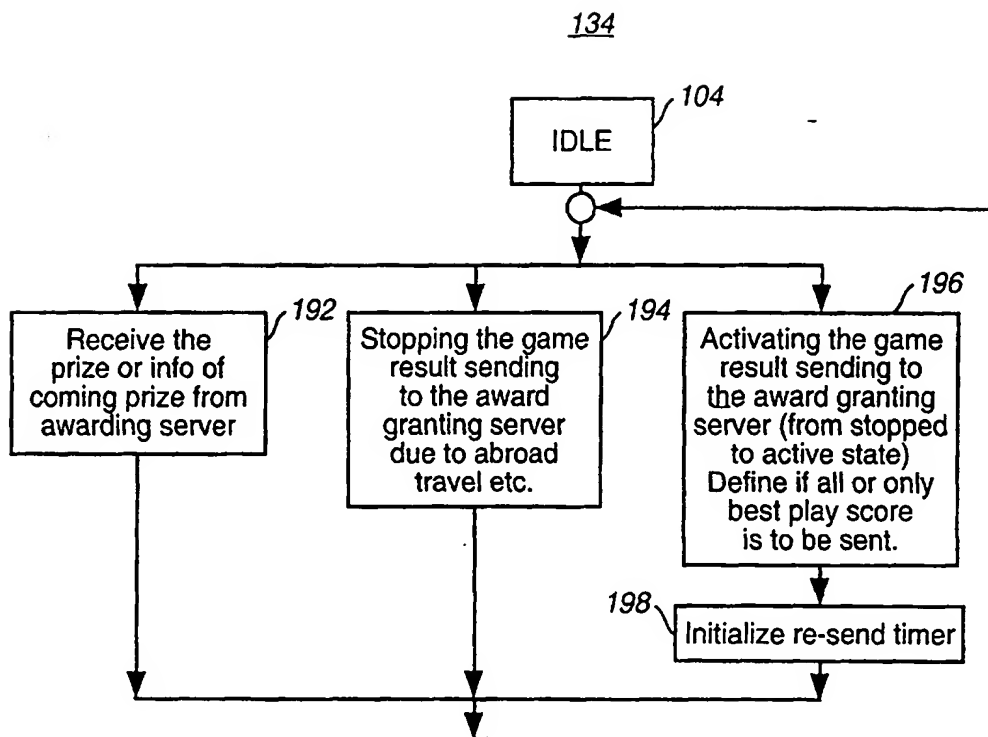 134
104
IDLE
192
Receive the
prize or info of
coming prize from
awarding server
194
Stopping the game
result sending
to the award
granting server
due to abroad
travel etc.
196
Activating the game
result sending to
the award granting
server (from stopped
to active state)
Define if all or only
best play score
is to be sent.
198
Initialize re-send timer